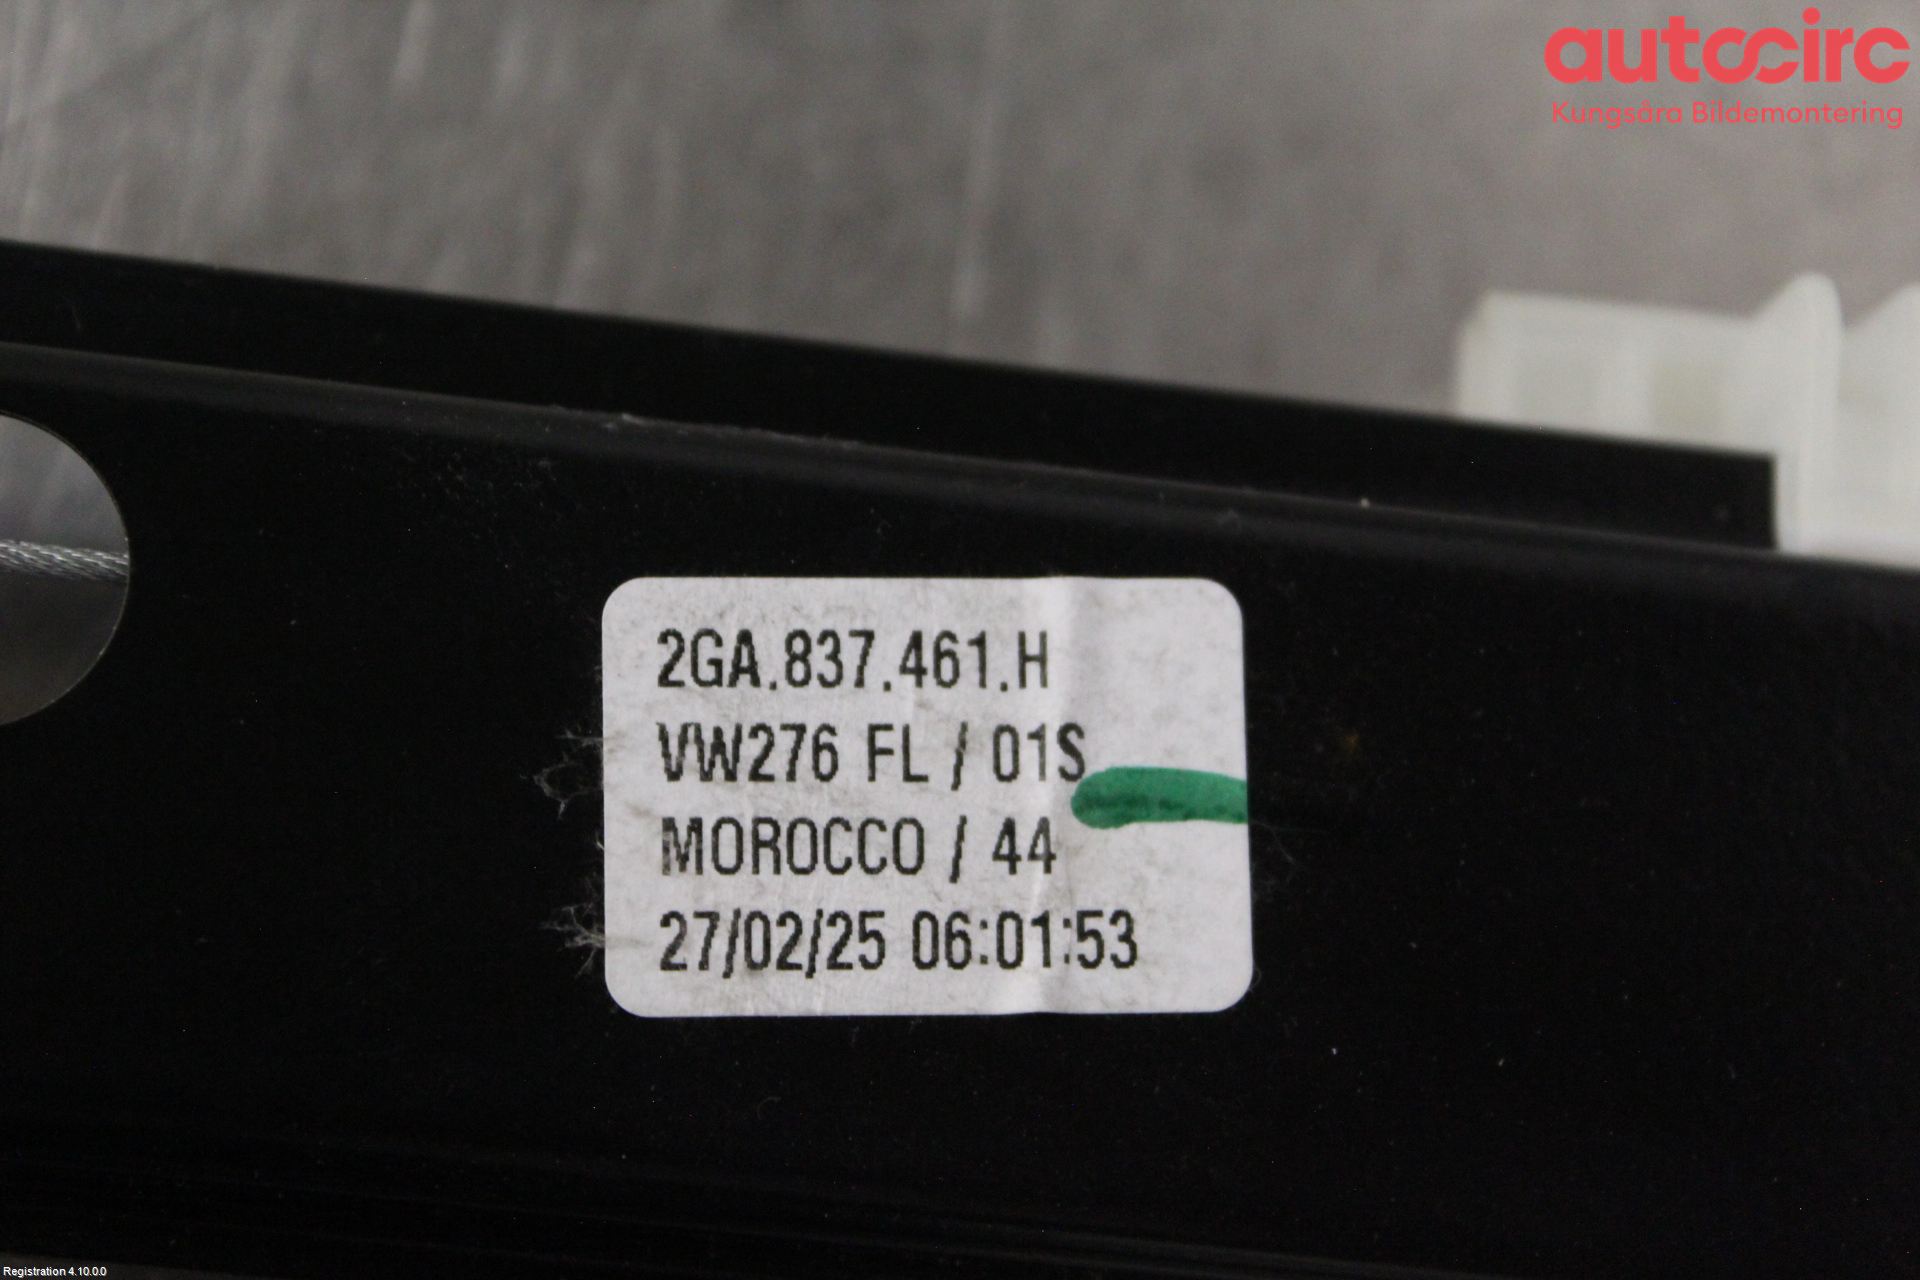 autocirc
Kungsåra Bildemontering
2GA.837.461.H
VW276 FL / 01S
MOROCCO / 44
27/02/25 06:01:53
Registration 4.10.0.0